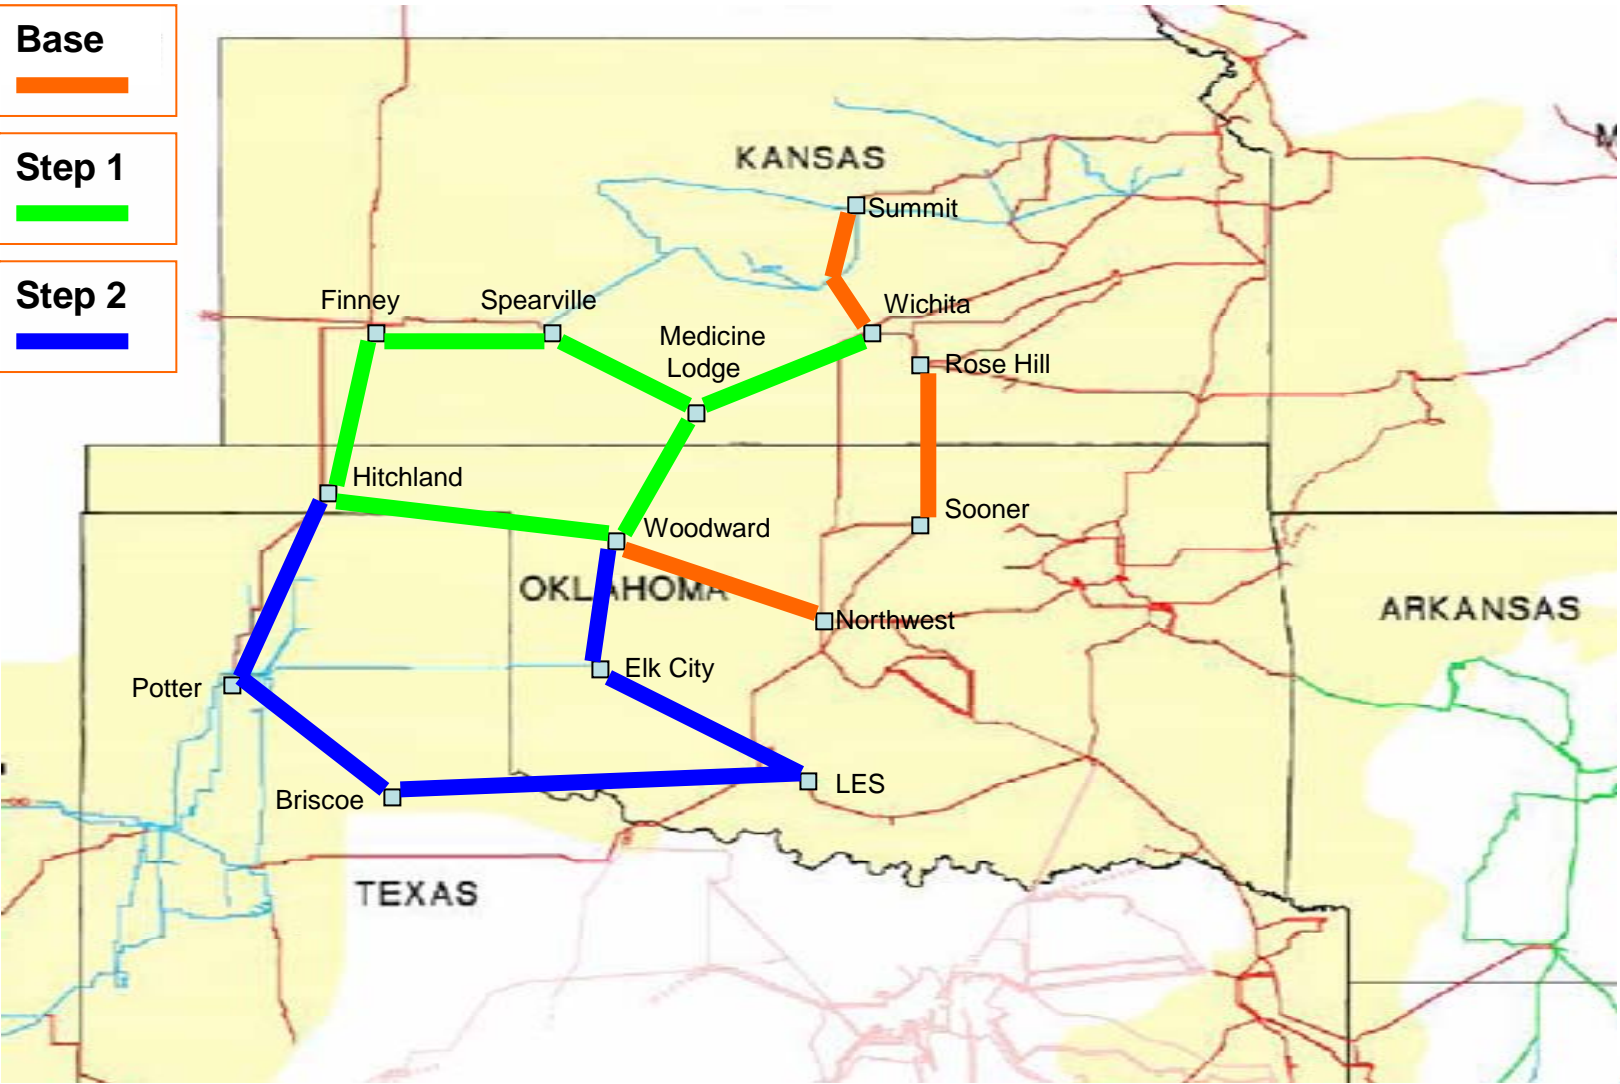 Base
Step 1
Step 2
KANSAS
Summit
Finney
Spearville
Wichita
Medicine
Lodge
Rose Hill
Hitchland
Sooner
Woodward
OKLAHOMA
Northwest
ARKANSAS
Elk City
Potter
LES
Briscoe
TEXAS